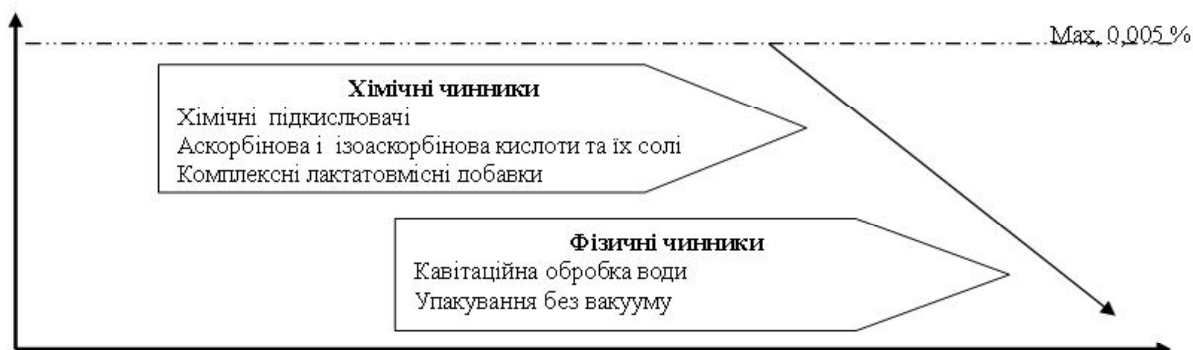 Max, 0,005 %
Хімічні чинники
Хімічні підкислювачі
Аскорбінова і ізоаскорбінова кислоти та їх солі
Комплексні лактатовмісні добавки
Фізичні чинники
Кавітаційна обробка води
Упакування без вакууму